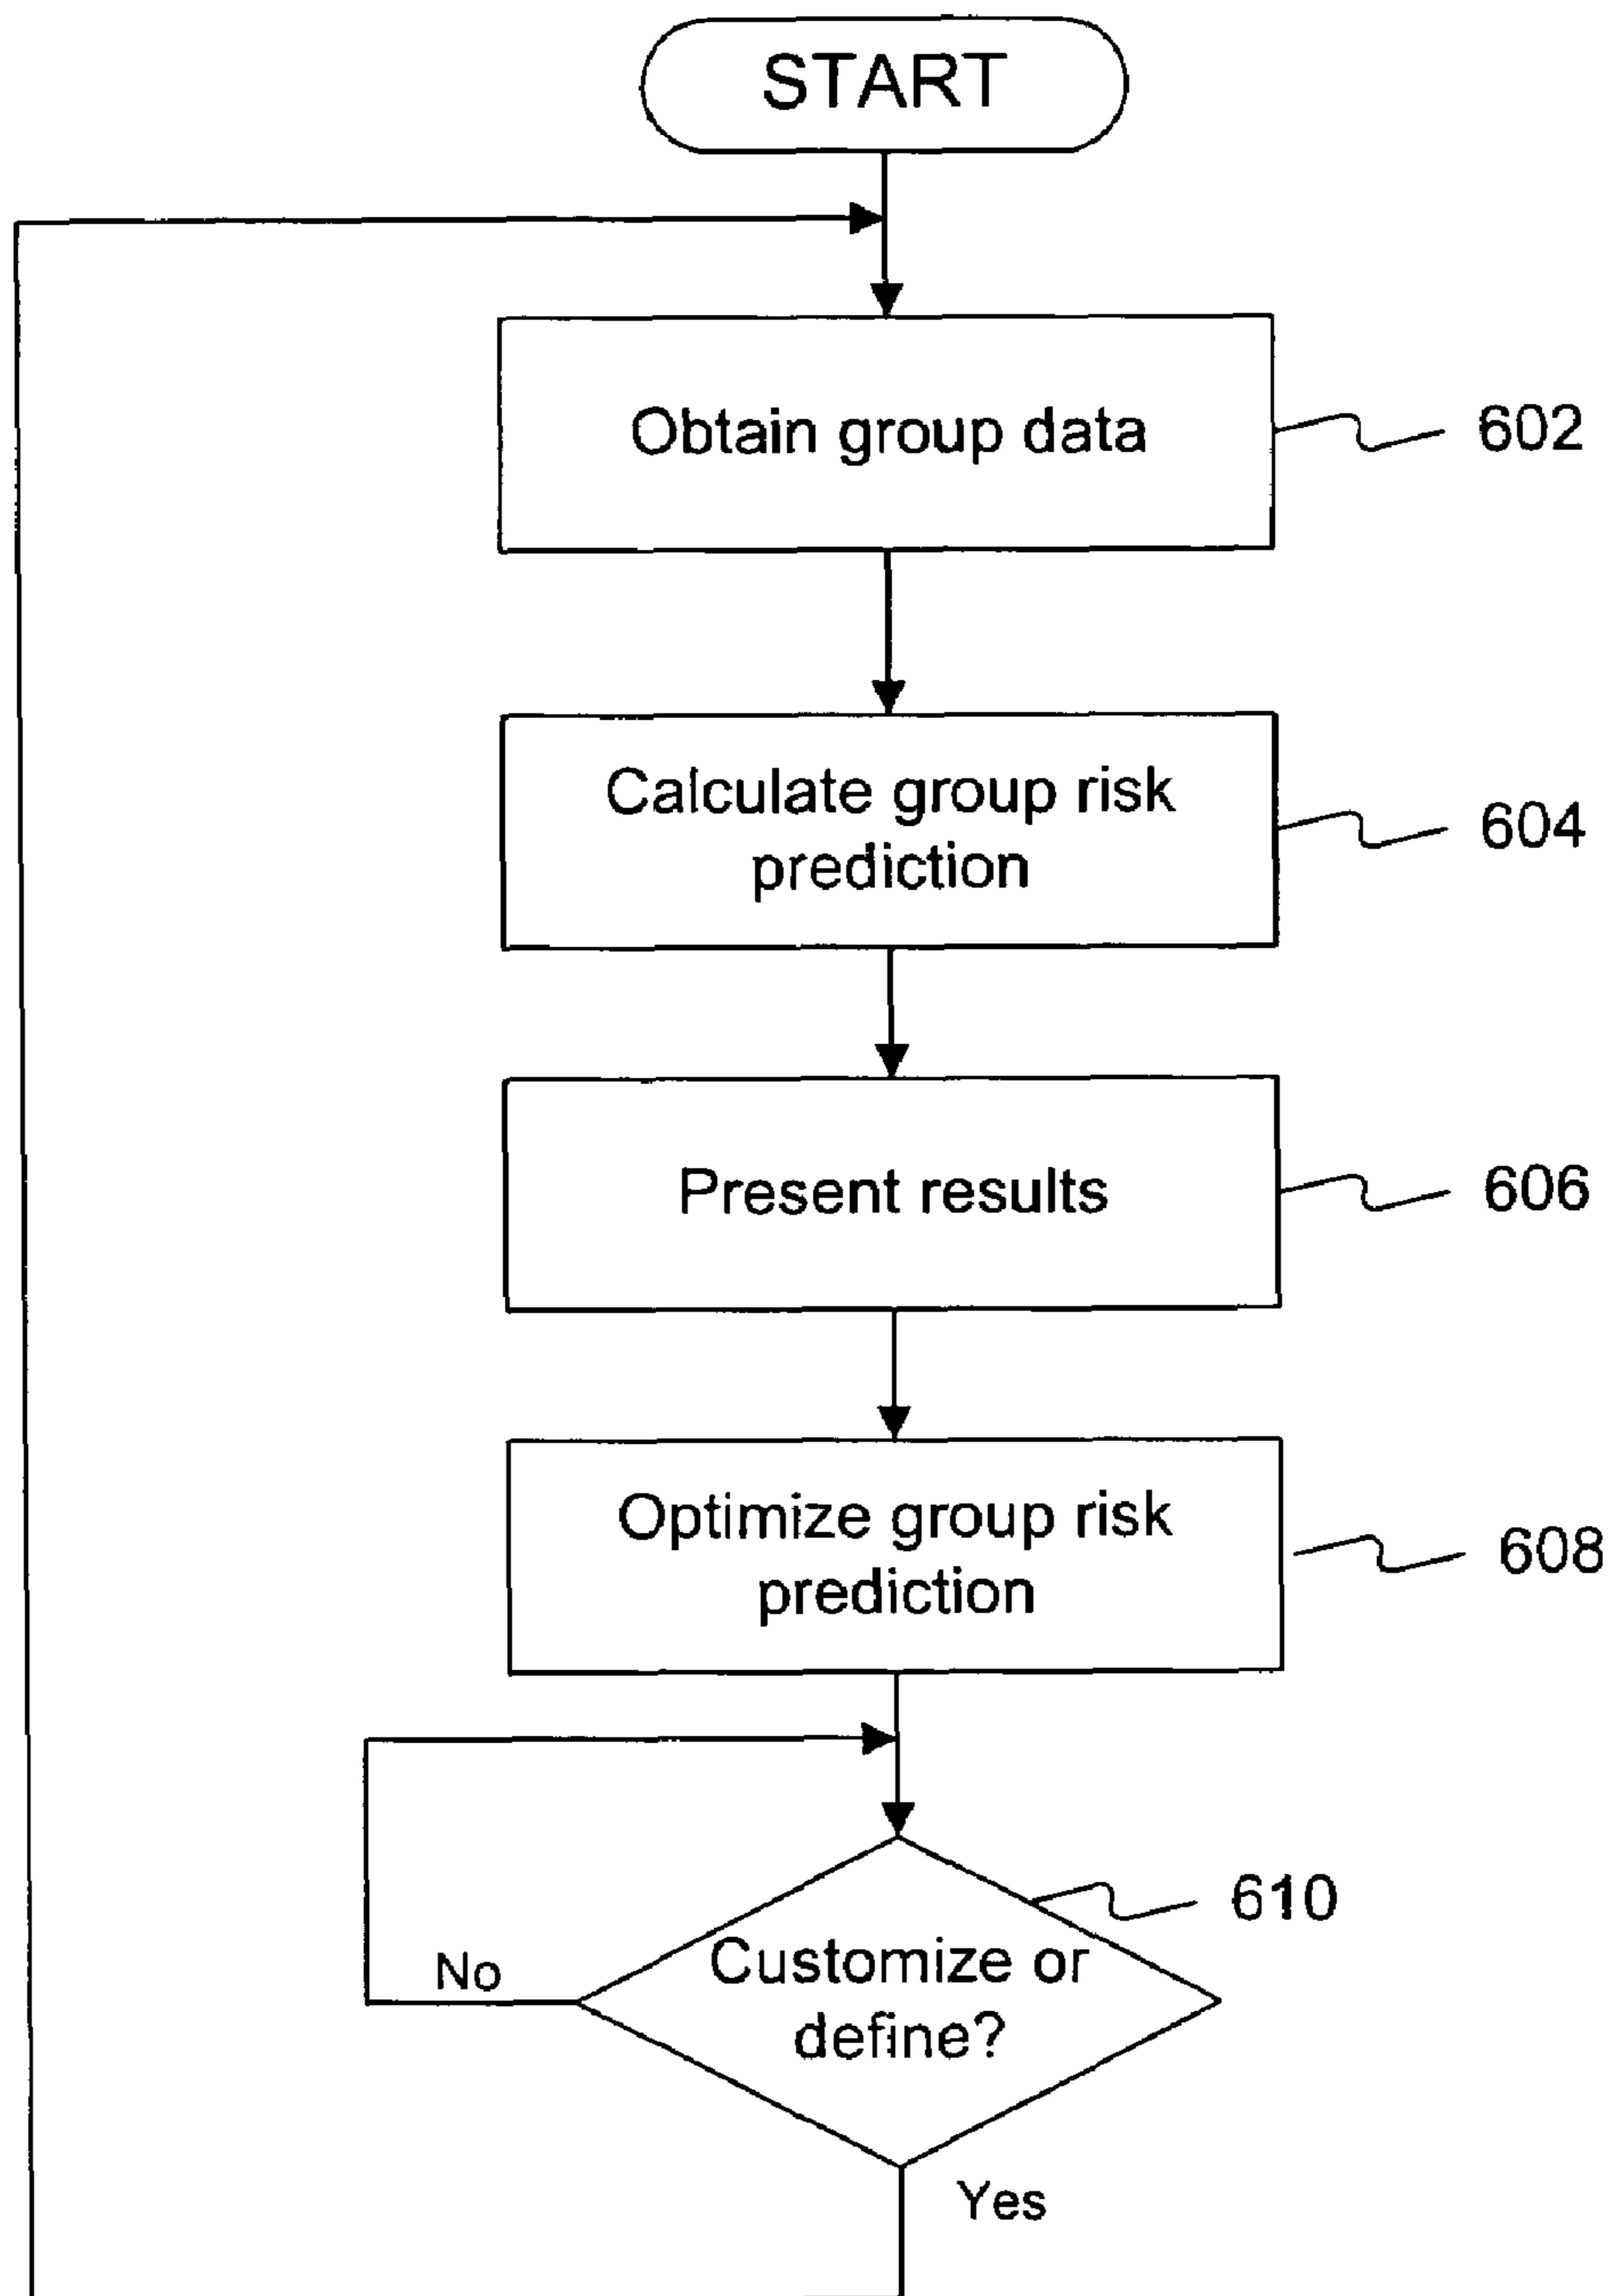 START
Obtain group data
602
Calculate group risk
prediction
604
Present results
606
Optimize group risk
prediction
608
610
Customize or
define?
No
Yes